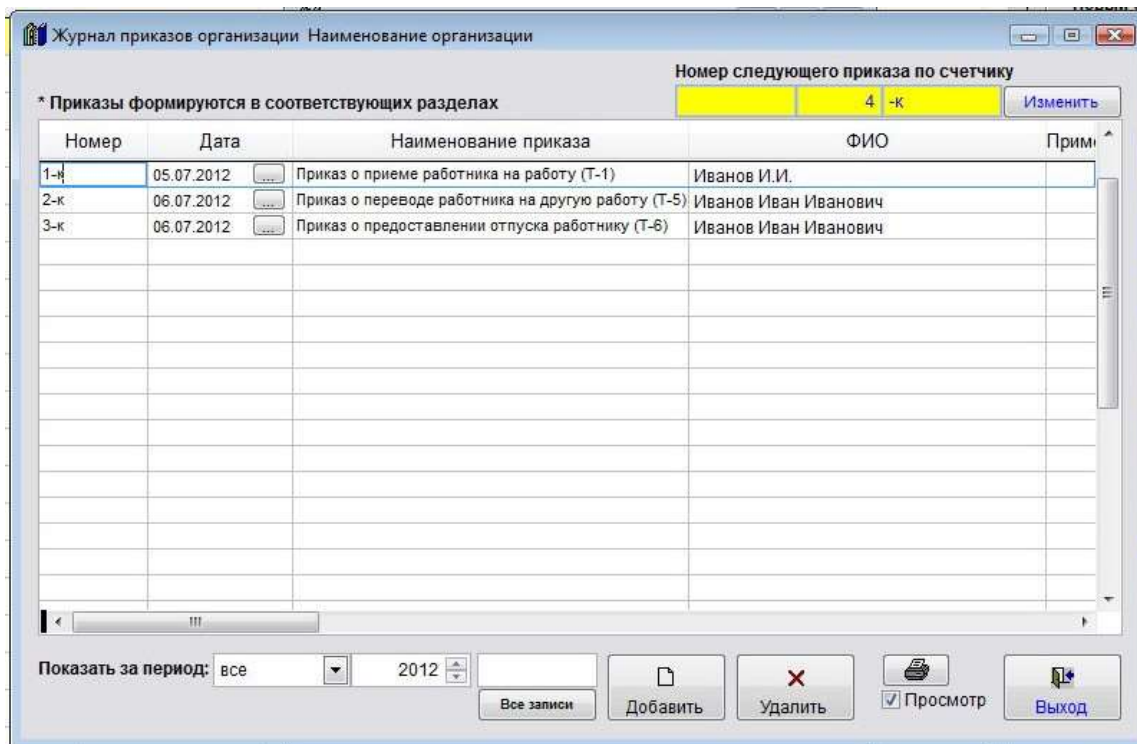 Журнал приказов организации Наименование организации
Номер следующего приказа по счетчику
* Приказы формируются в соответствующих разделах
4 -К Изменить
Номер Дата Наименование приказа ФИО Приме
1-к 05.07.2012 ... Приказ о приеме работника на работу (Т-1) Иванов И.И.
2-к 06.07.2012 ... Приказ о переводе работника на другую работу (Т-5) Иванов Иван Иванович
3-к 06.07.2012 ... Приказ о предоставлении отпуска работнику (Т-6) Иванов Иван Иванович
Показать за период: все 2012
Все записи
Добавить
Удалить
Просмотр
Выход